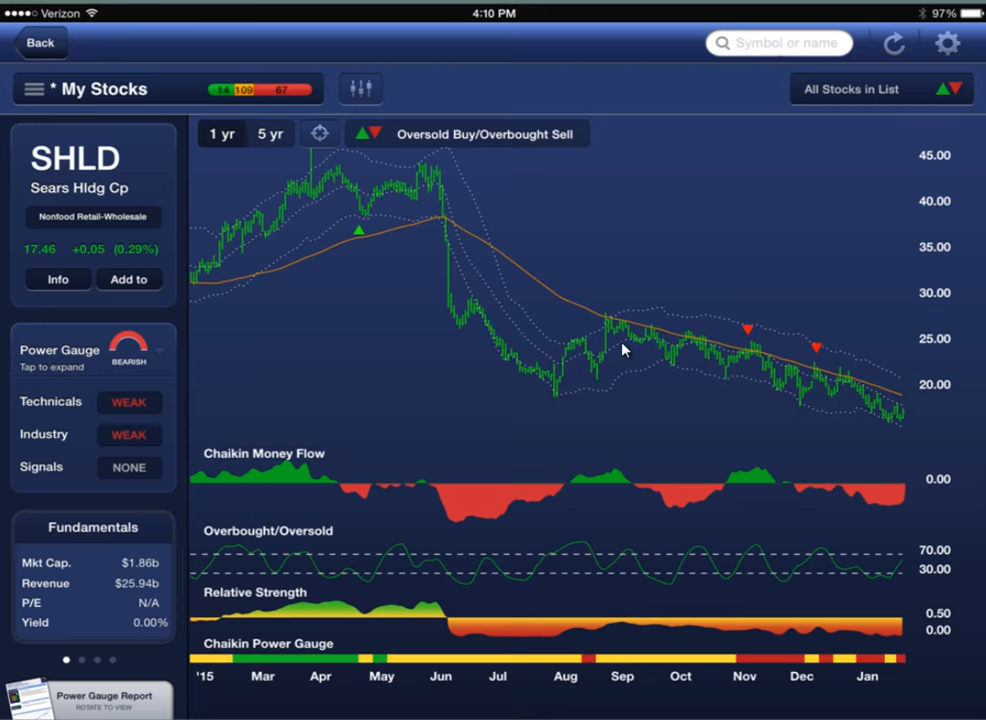 Verizon
4:10 PM
97%
Back
Symbol or name
* My Stocks
14 109 67
All Stocks in List
SHLD
Sears Hldg Cp
Nonfood Retail-Wholesale
17.46 +0.05 (0.29%)
Info Add to
Power Gauge
Tap to expand
BEARISH
Technicals WEAK
Industry WEAK
Signals NONE
Fundamentals
Mkt Cap. $1.86b
Revenue $25.94b
P/E N/A
Yield 0.00%
Power Gauge Report
ROTATE TO VIEW
1 yr 5 yr
Oversold Buy/Overbought Sell
45.00
40.00
35.00
30.00
25.00
20.00
Chaikin Money Flow
0.00
Overbought/Oversold
70.00
30.00
Relative Strength
0.50
0.00
Chaikin Power Gauge
'15 Mar Apr May Jun Jul Aug Sep Oct Nov Dec Jan